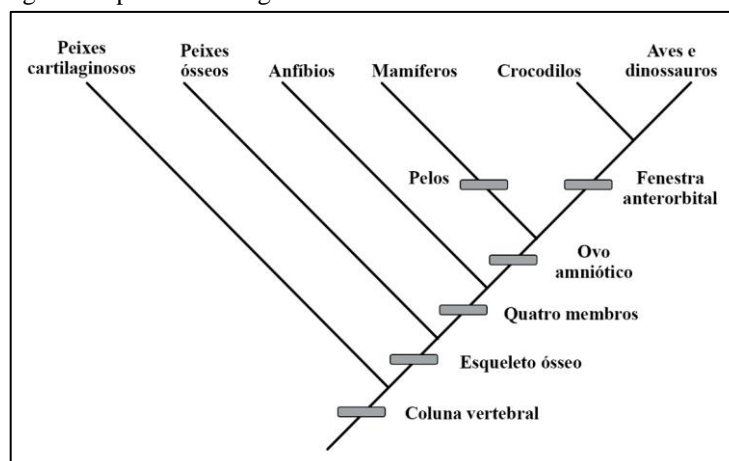 Peixes
cartilaginosos
Peixes
ósseos
Anfíbios
Mamíferos
Crocodilos
Aves e
dinossauros
Pelos
Fenestra
anterorbital
Ovo
amniótico
Quatro membros
Esqueleto ósseo
Coluna vertebral